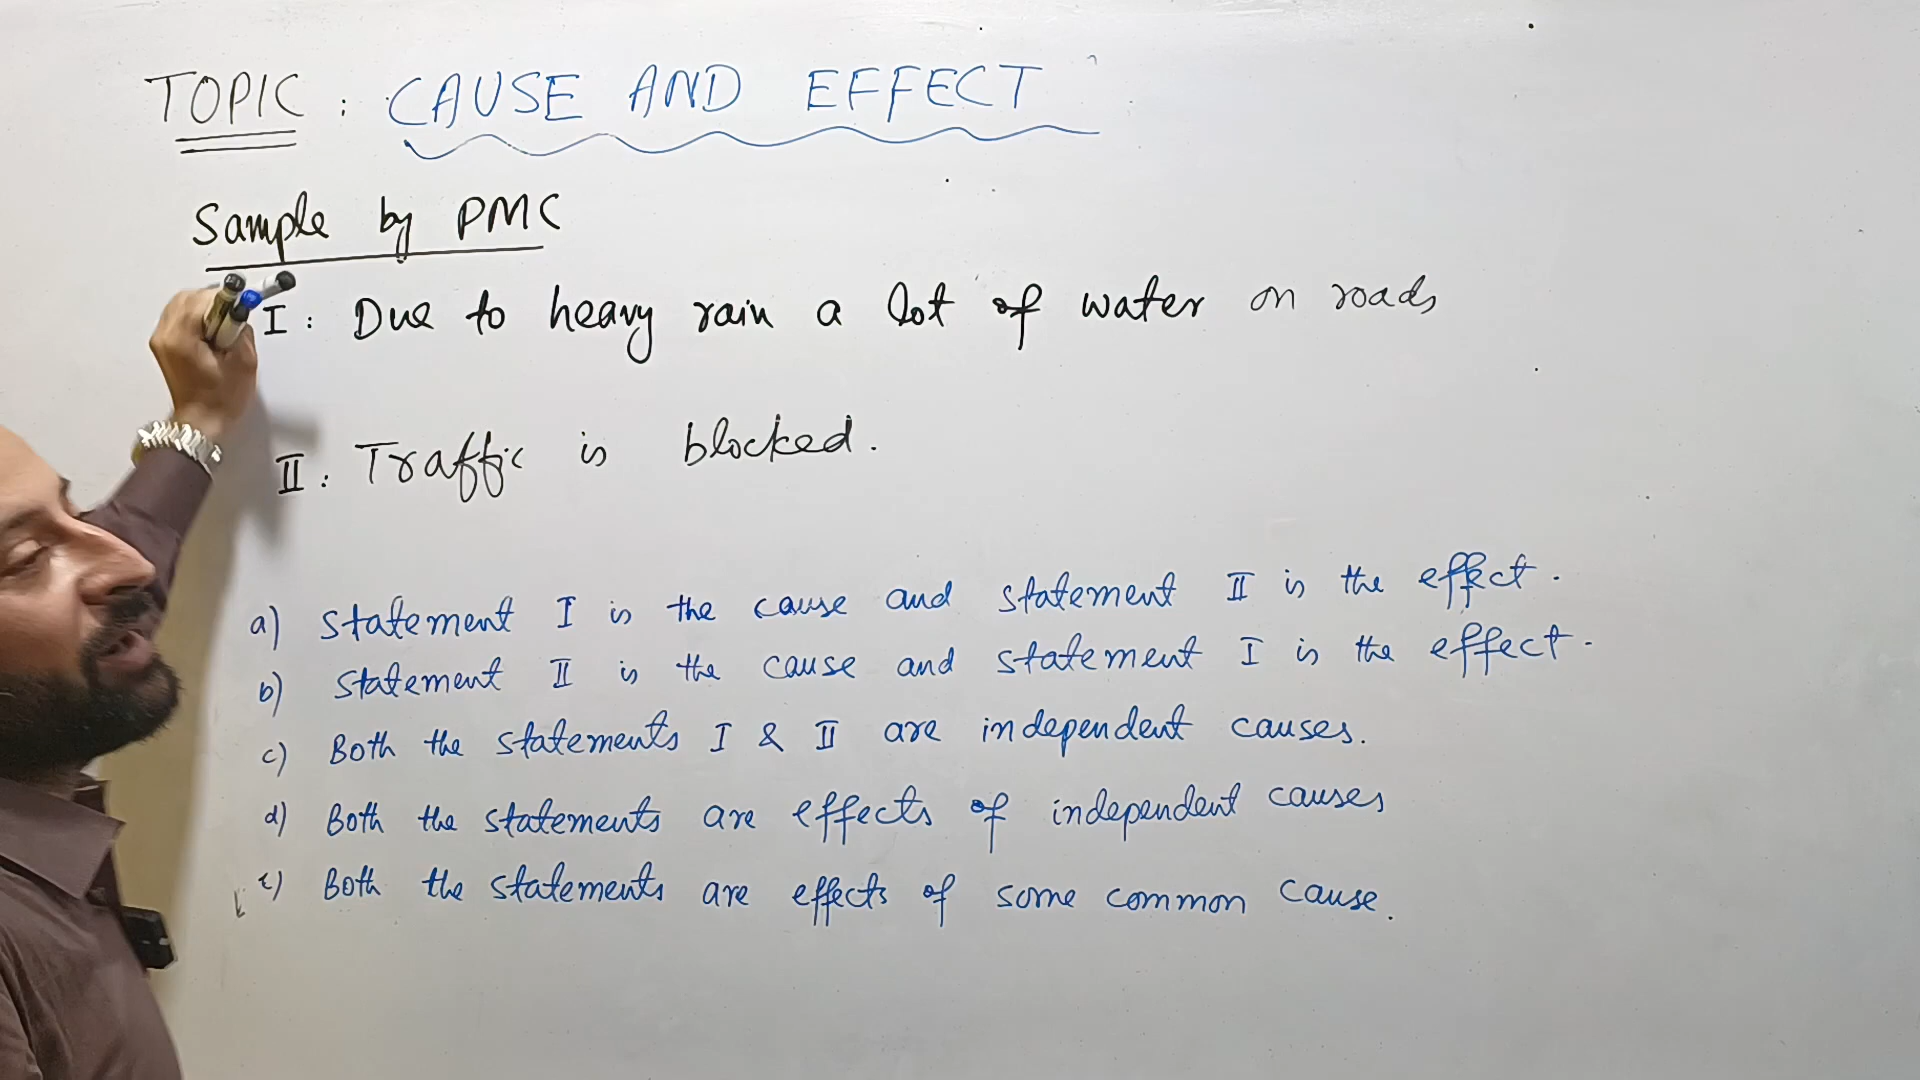 TOPIC : CAUSE AND EFFECT
Sample by PMC
I : Due to heavy rain a lot of water on roads
II : Traffic is blocked.
a) Statement I is the cause and statement II is the effect.
b) Statement II is the cause and statement I is the effect.
c) Both the statements I & II are independent causes.
d) Both the statements are effects of independent causes
e) Both the statements are effects of some common cause.